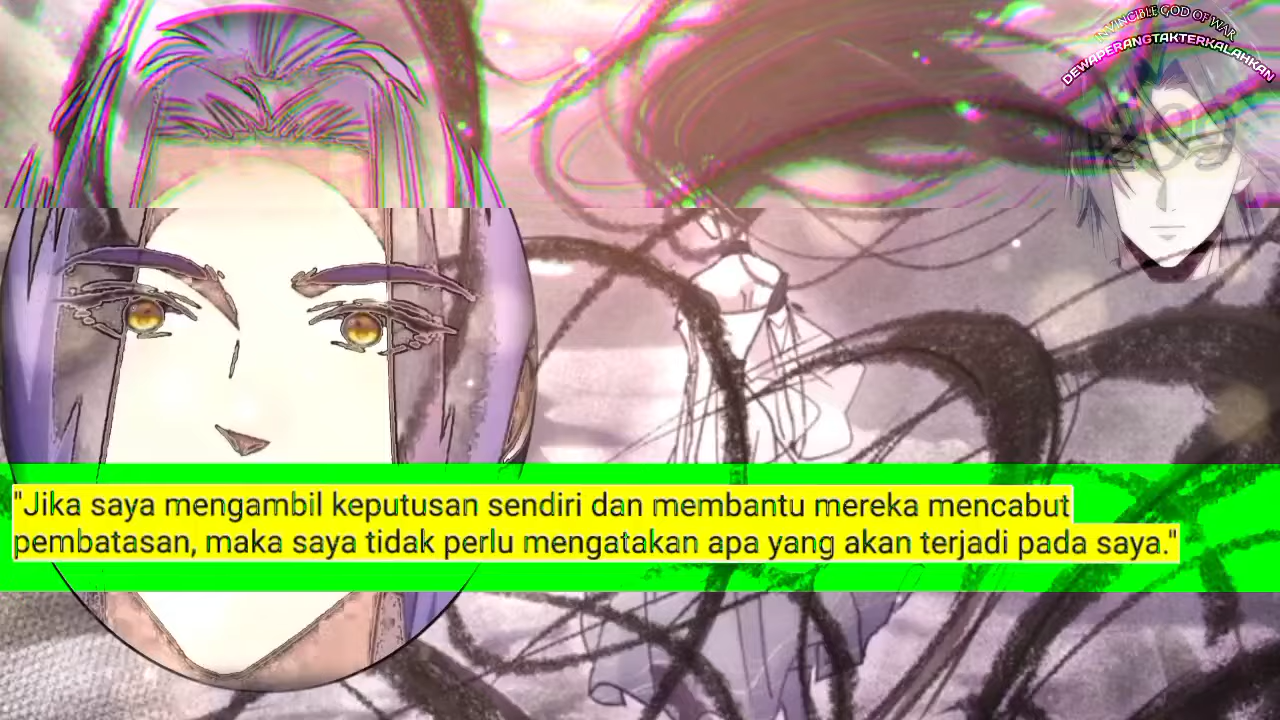 INVINCIBLE GOD OF WAR
DEWAPERANGTAKTERKALAHKAN
"Jika saya mengambil keputusan sendiri dan membantu mereka mencabut
pembatasan, maka saya tidak perlu mengatakan apa yang akan terjadi pada saya."